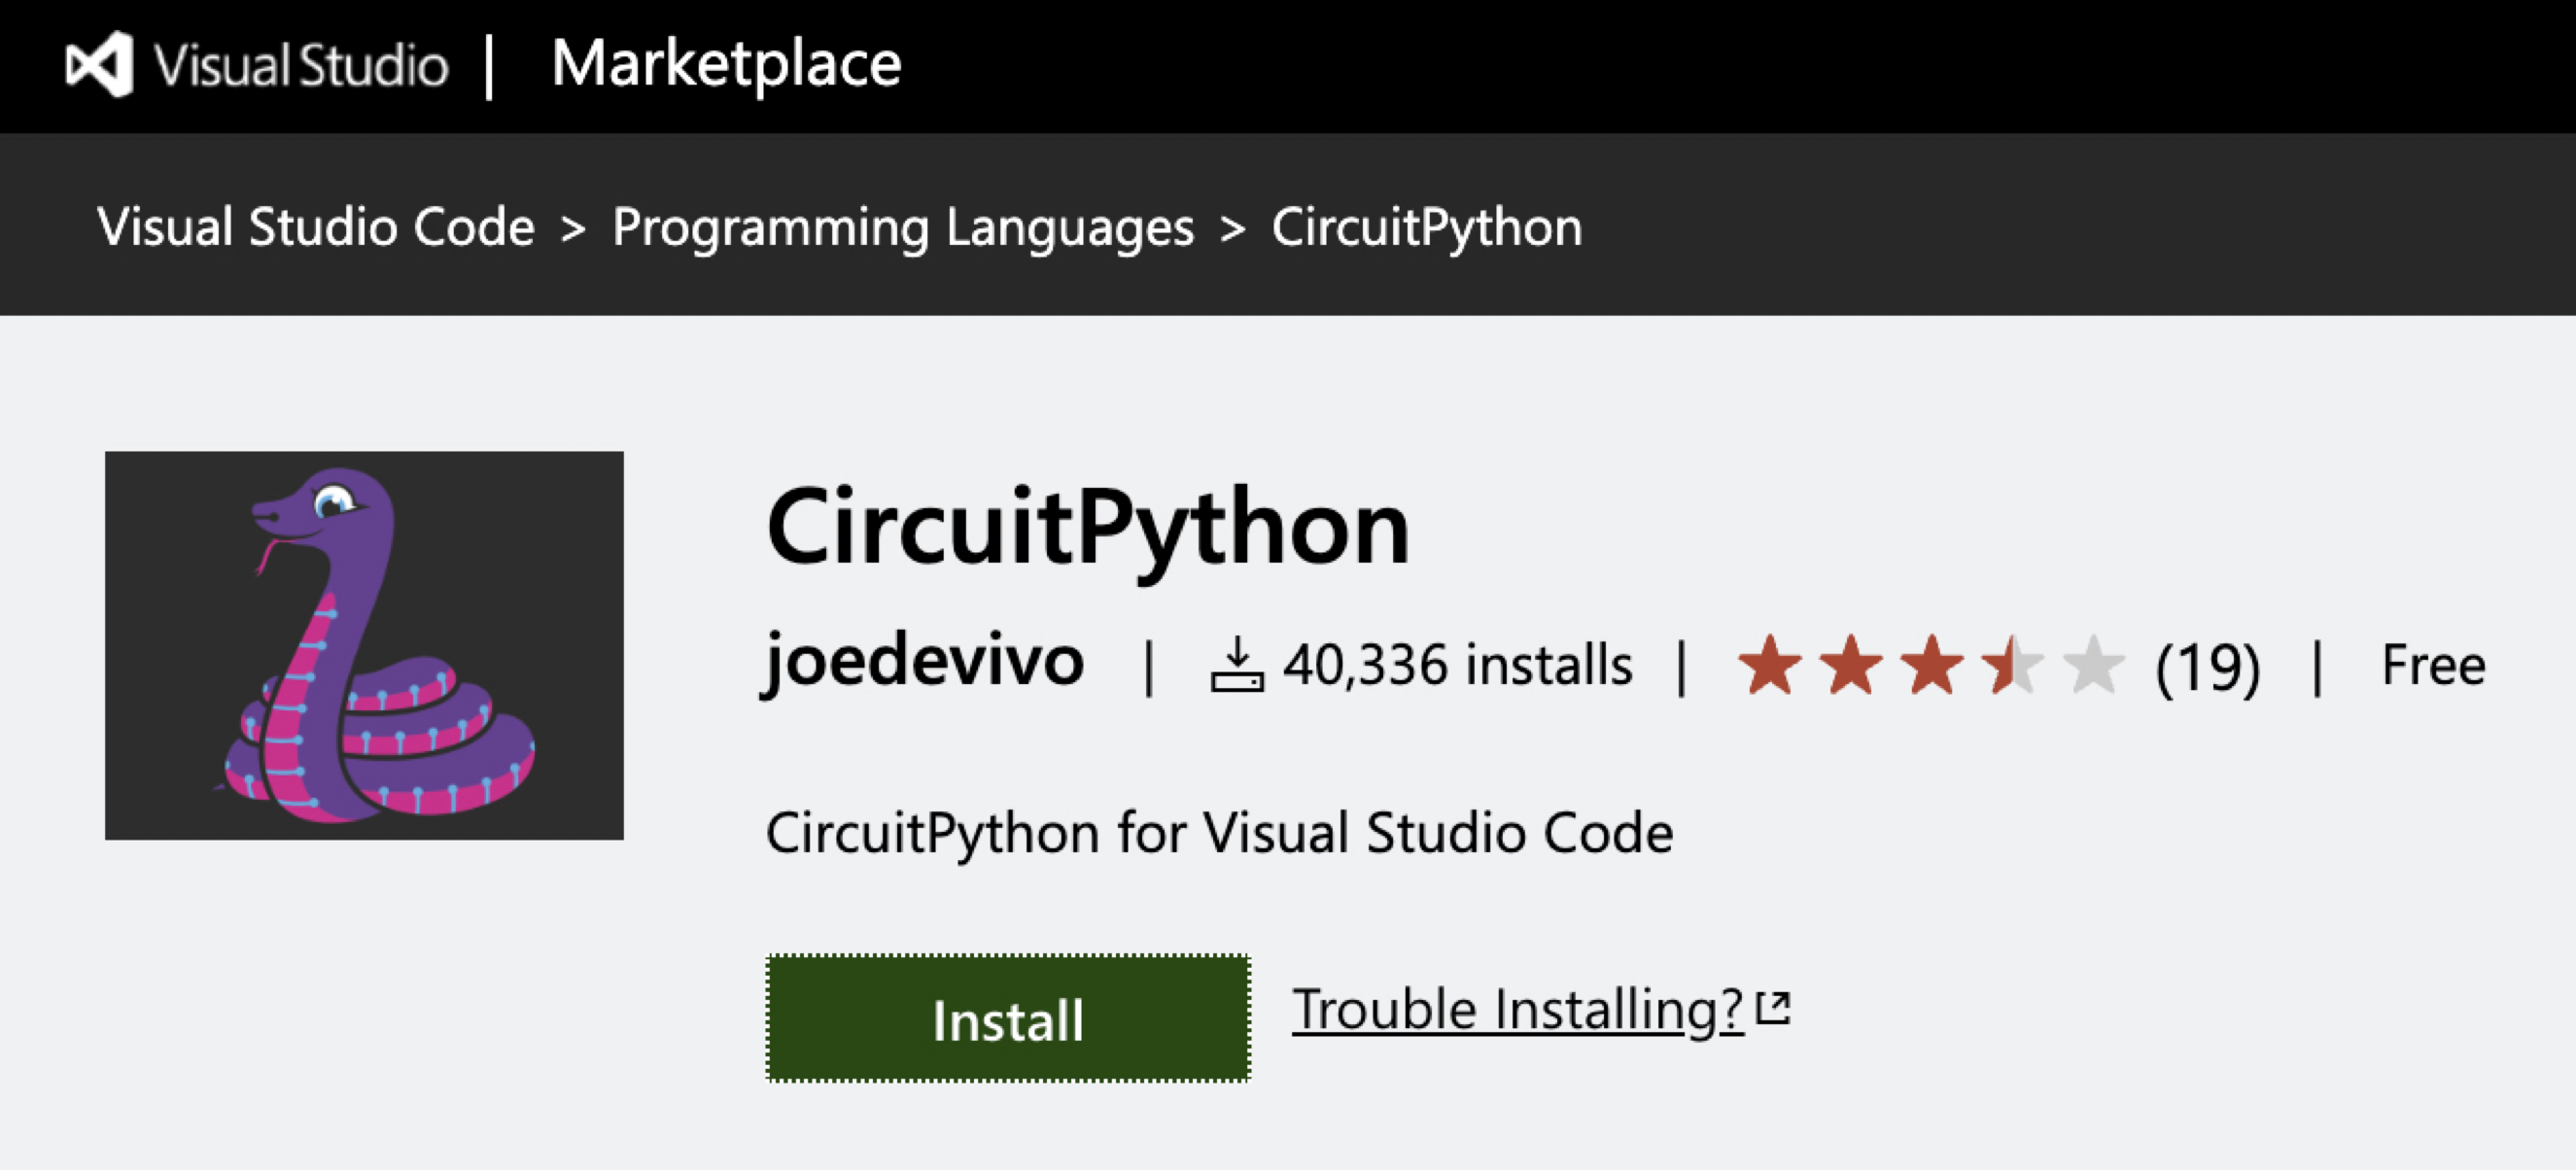 Visual Studio | Marketplace
Visual Studio Code > Programming Languages > CircuitPython
CircuitPython
joedevivo | 40,336 installs | (19) | Free
CircuitPython for Visual Studio Code
Install Trouble Installing?